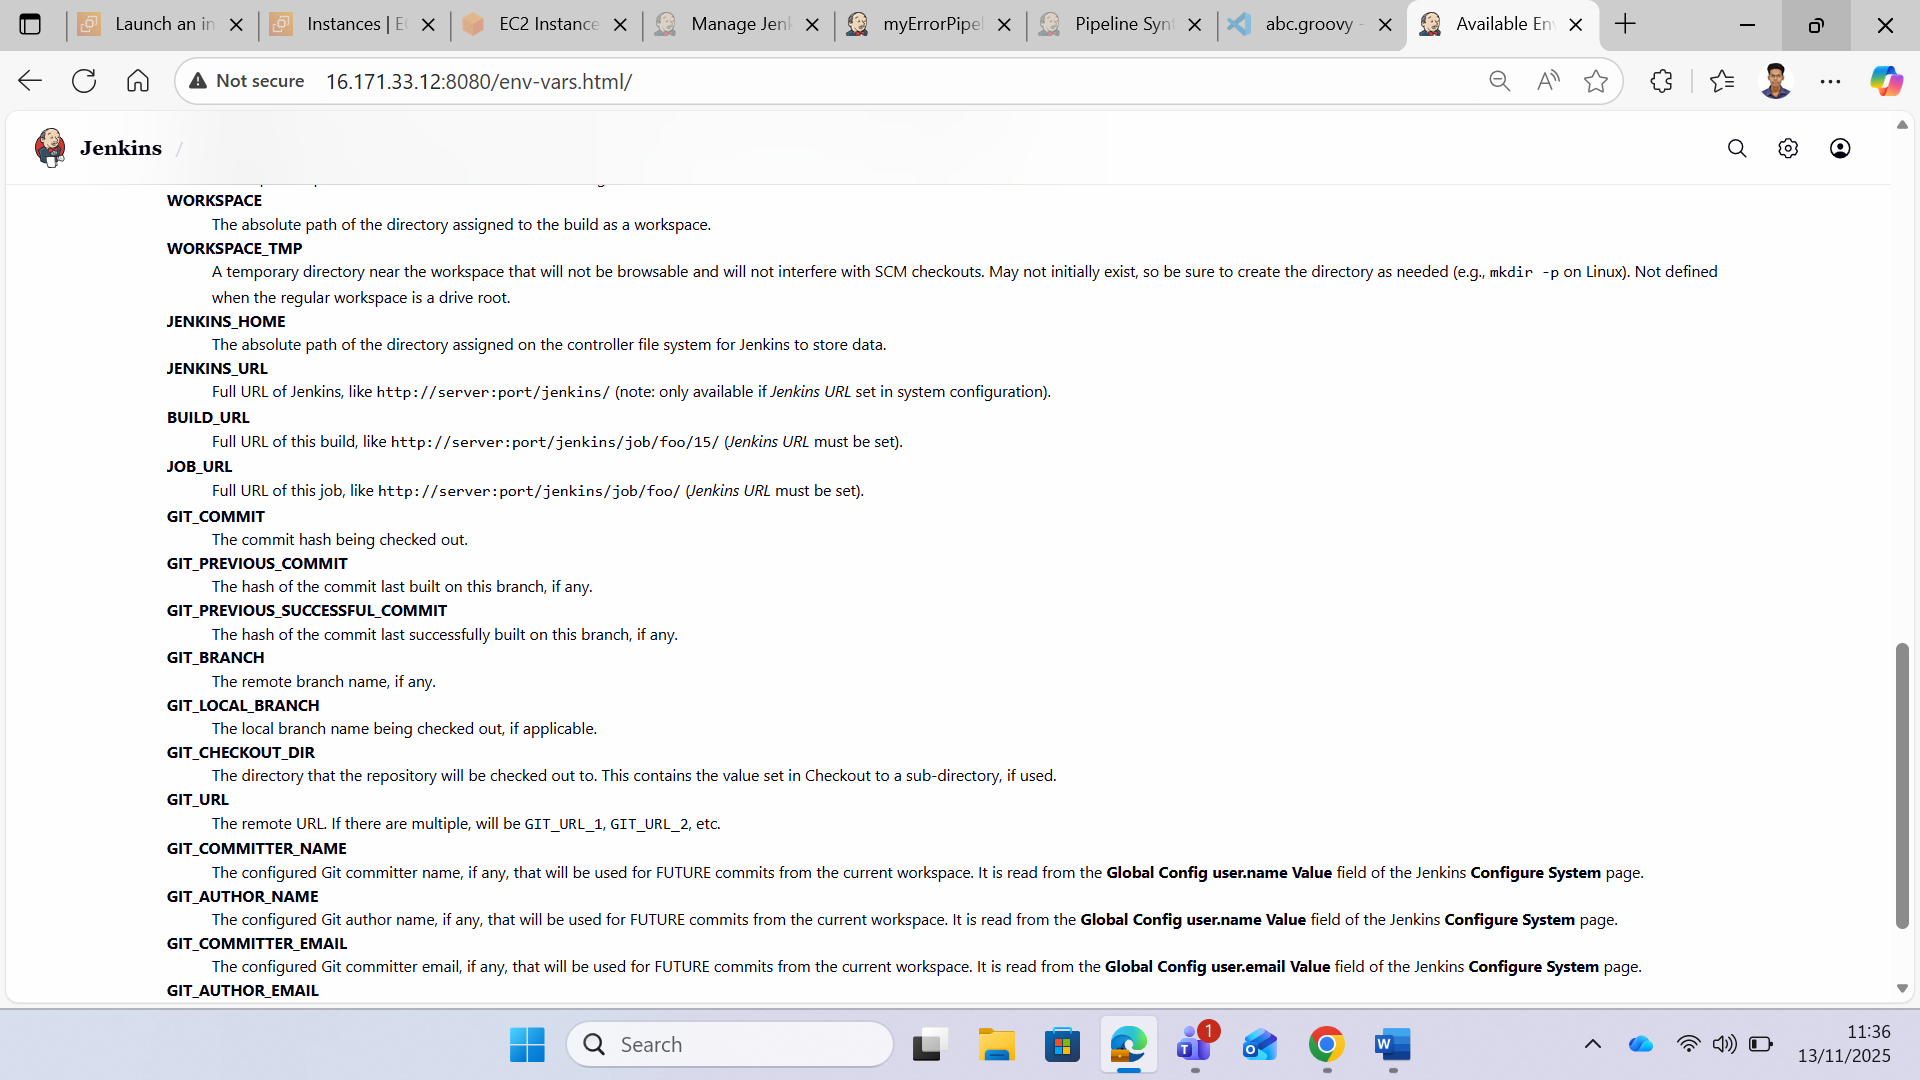 Launch an in
Instances | EC
EC2 Instance
Manage Jenk
myErrorPipel
Pipeline Synt
abc.groovy -
Available En
Not secure
16.171.33.12:8080/env-vars.html/
Jenkins /
WORKSPACE
The absolute path of the directory assigned to the build as a workspace.
WORKSPACE_TMP
A temporary directory near the workspace that will not be browsable and will not interfere with SCM checkouts. May not initially exist, so be sure to create the directory as needed (e.g., mkdir -p on Linux). Not defined
when the regular workspace is a drive root.
JENKINS_HOME
The absolute path of the directory assigned on the controller file system for Jenkins to store data.
JENKINS_URL
Full URL of Jenkins, like http://server:port/jenkins/ (note: only available if Jenkins URL set in system configuration).
BUILD_URL
Full URL of this build, like http://server:port/jenkins/job/foo/15/ (Jenkins URL must be set).
JOB_URL
Full URL of this job, like http://server:port/jenkins/job/foo/ (Jenkins URL must be set).
GIT_COMMIT
The commit hash being checked out.
GIT_PREVIOUS_COMMIT
The hash of the commit last built on this branch, if any.
GIT_PREVIOUS_SUCCESSFUL_COMMIT
The hash of the commit last successfully built on this branch, if any.
GIT_BRANCH
The remote branch name, if any.
GIT_LOCAL_BRANCH
The local branch name being checked out, if applicable.
GIT_CHECKOUT_DIR
The directory that the repository will be checked out to. This contains the value set in Checkout to a sub-directory, if used.
GIT_URL
The remote URL. If there are multiple, will be GIT_URL_1, GIT_URL_2, etc.
GIT_COMMITTER_NAME
The configured Git committer name, if any, that will be used for FUTURE commits from the current workspace. It is read from the Global Config user.name Value field of the Jenkins Configure System page.
GIT_AUTHOR_NAME
The configured Git author name, if any, that will be used for FUTURE commits from the current workspace. It is read from the Global Config user.name Value field of the Jenkins Configure System page.
GIT_COMMITTER_EMAIL
The configured Git committer email, if any, that will be used for FUTURE commits from the current workspace. It is read from the Global Config user.email Value field of the Jenkins Configure System page.
GIT_AUTHOR_EMAIL
Search
1
11:36
13/11/2025